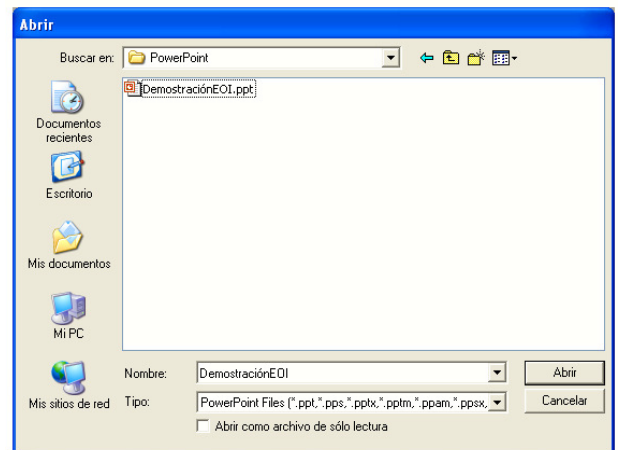 Abrir
Buscar en:
PowerPoint
DemostraciónEOI.ppt
Documentos
recientes
Escritorio
Mis documentos
Mi PC
Mis sitios de red
Nombre:
DemostraciónEOI
Abrir
Tipo:
PowerPoint Files (*.ppt,*.pps,*.pptx,*.pptm,*.ppam,*.ppsx,
Cancelar
Abrir como archivo de sólo lectura